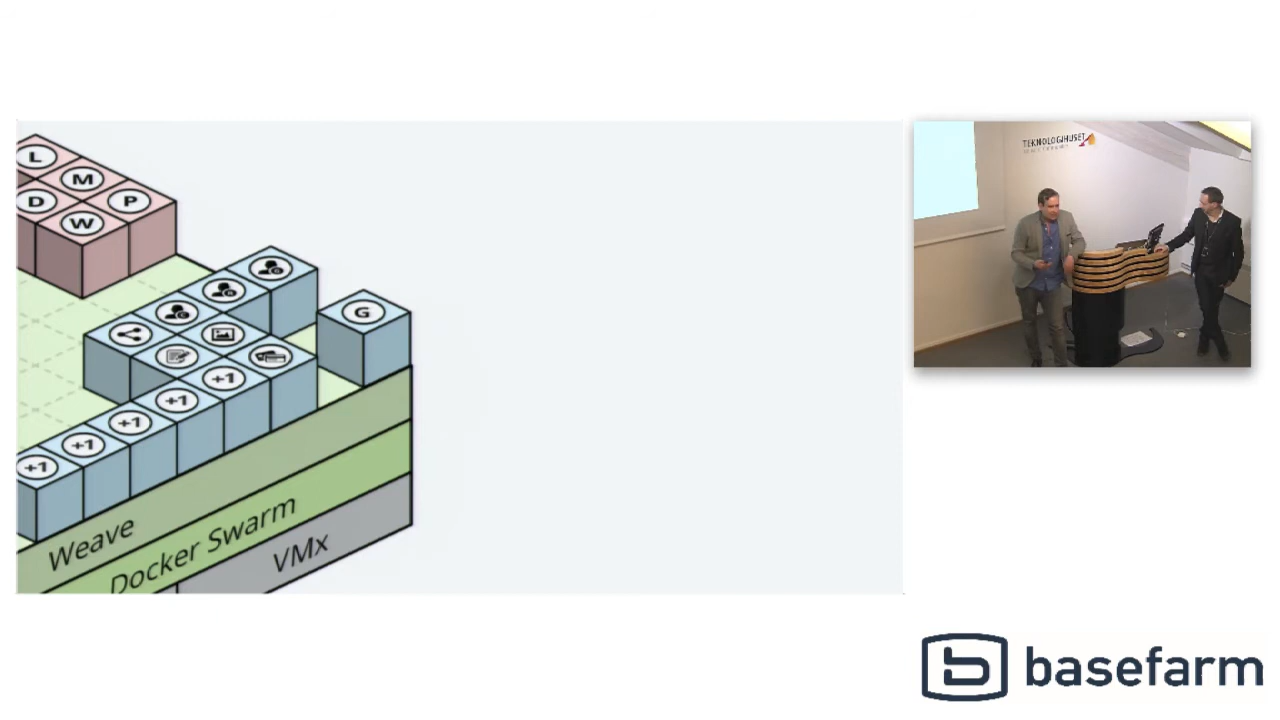 L
M
D
P
W
G
+1
+1
+1
+1
+1
Weave
Docker Swarm
VMx
TEKNOLOGIHUSET
basefarm